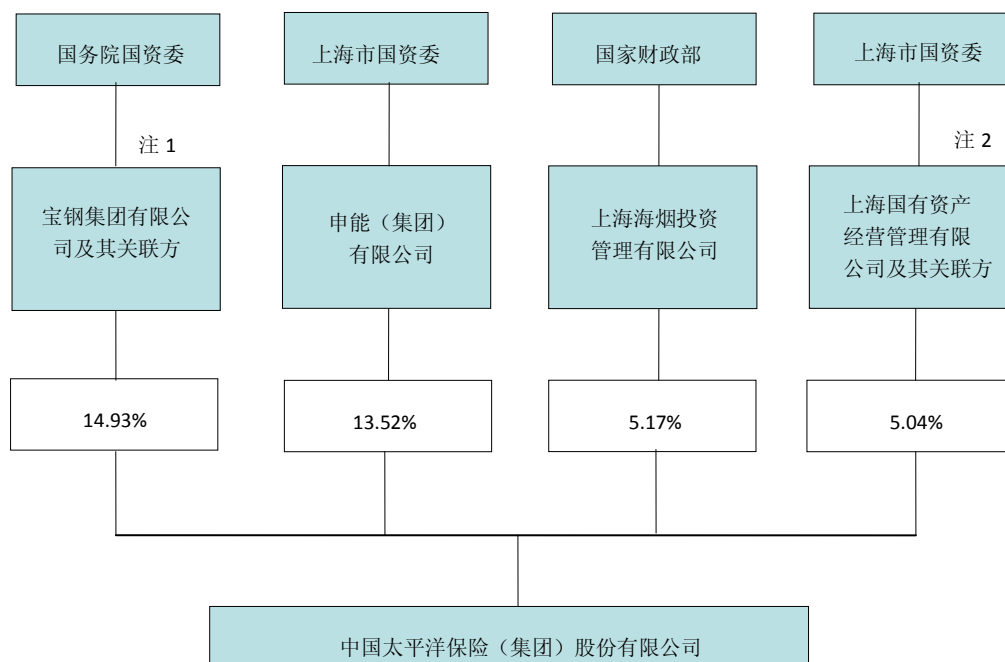 国务院国资委
上海市国资委
国家财政部
上海市国资委
注 1
注 2
宝钢集团有限公
司及其关联方
申能（集团）
有限公司
上海海烟投资
管理有限公司
上海国有资产
经营管理有限
公司及其关联方
14.93%
13.52%
5.17%
5.04%
中国太平洋保险（集团）股份有限公司